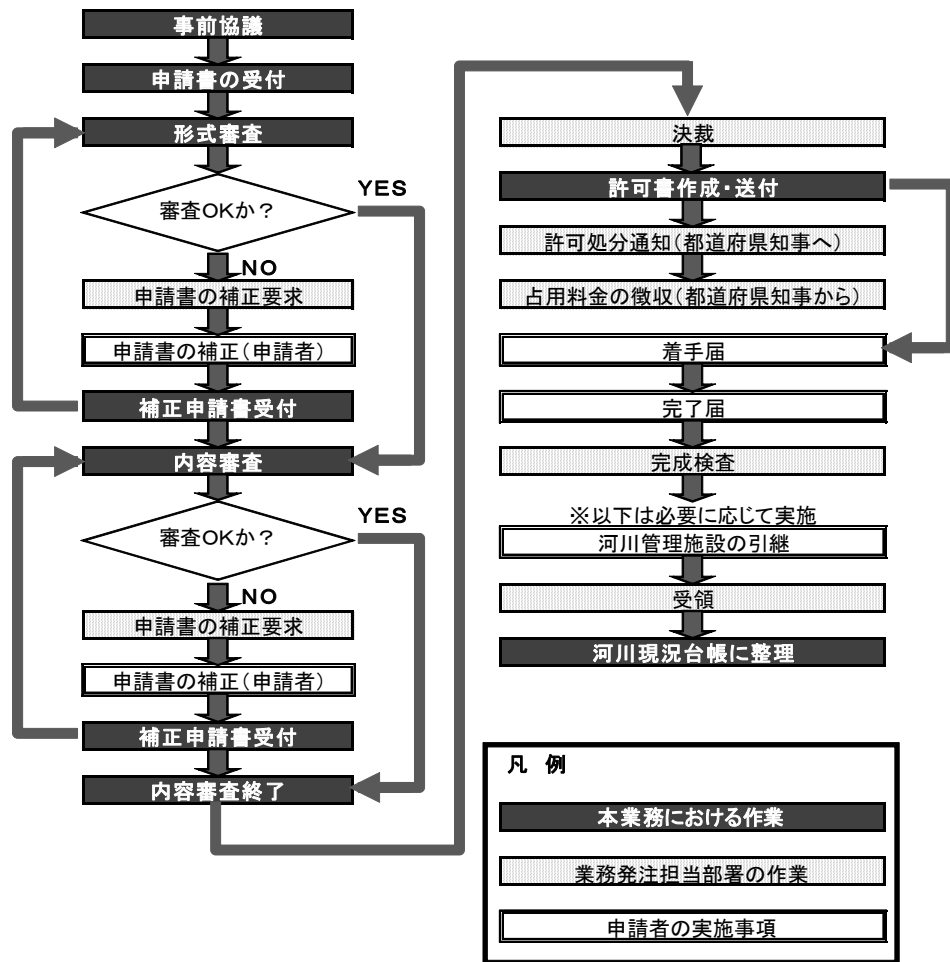 事前協議
申請書の受付
形式審査
審査OKか？
YES
NO
申請書の補正要求
申請書の補正（申請者）
補正申請書受付
内容審査
審査OKか？
YES
NO
申請書の補正要求
申請書の補正（申請者）
補正申請書受付
内容審査終了
決裁
許可書作成・送付
許可処分通知（都道府県知事へ）
占用料金の徴収（都道府県知事から）
着手届
完了届
完成検査
※以下は必要に応じて実施
河川管理施設の引継
受領
河川現況台帳に整理
凡 例
本業務における作業
業務発注担当部署の作業
申請者の実施事項